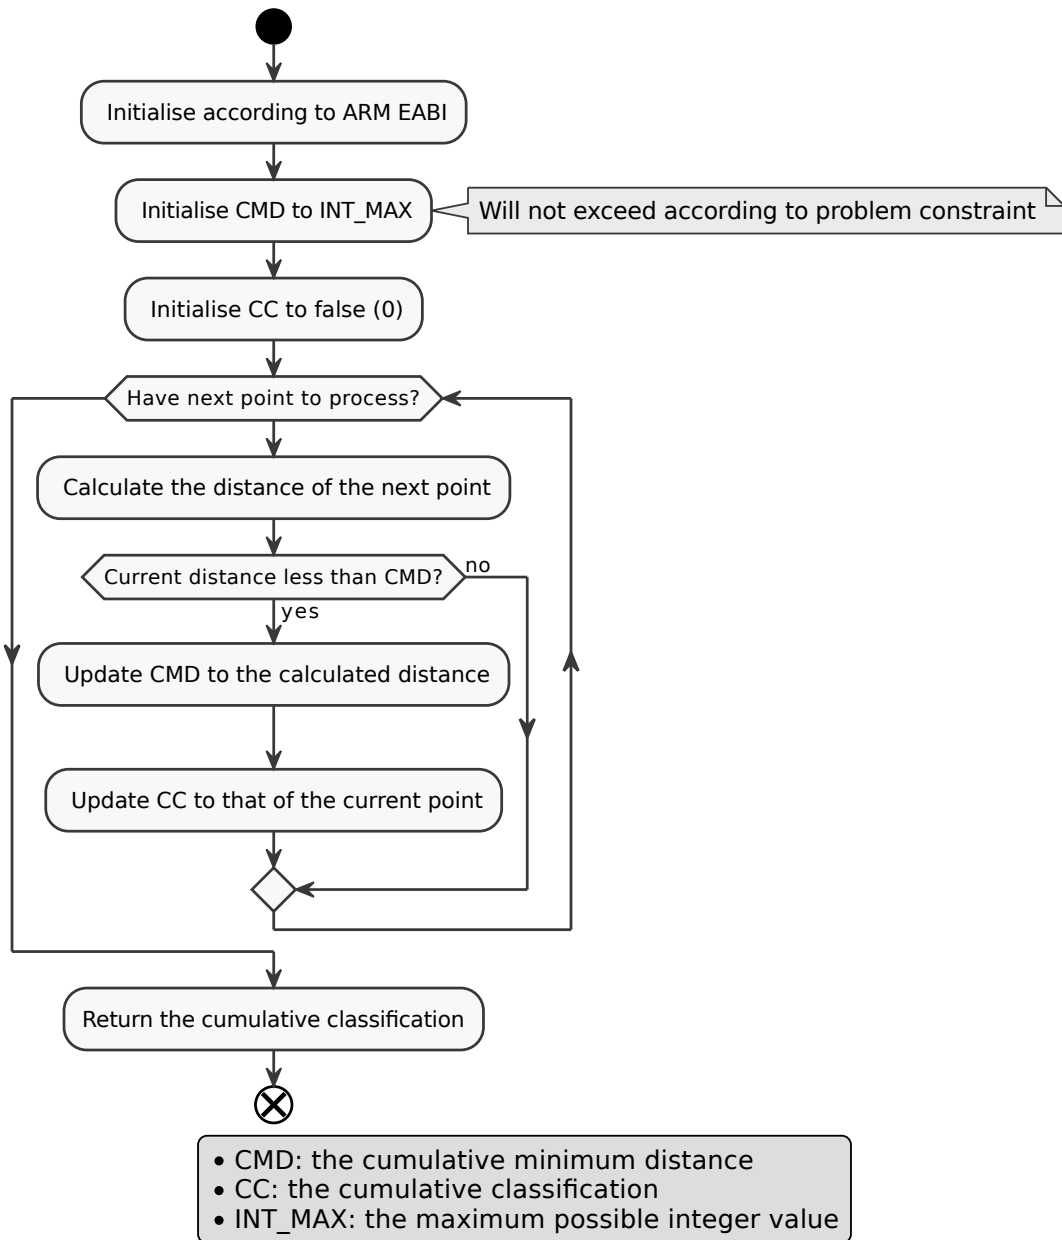 Initialise according to ARM EABI
Initialise CMD to INT_MAX
Will not exceed according to problem constraint
Initialise CC to false (0)
Have next point to process?
Calculate the distance of the next point
Current distance less than CMD?
no
yes
Update CMD to the calculated distance
Update CC to that of the current point
Return the cumulative classification
• CMD: the cumulative minimum distance
• CC: the cumulative classification
• INT_MAX: the maximum possible integer value